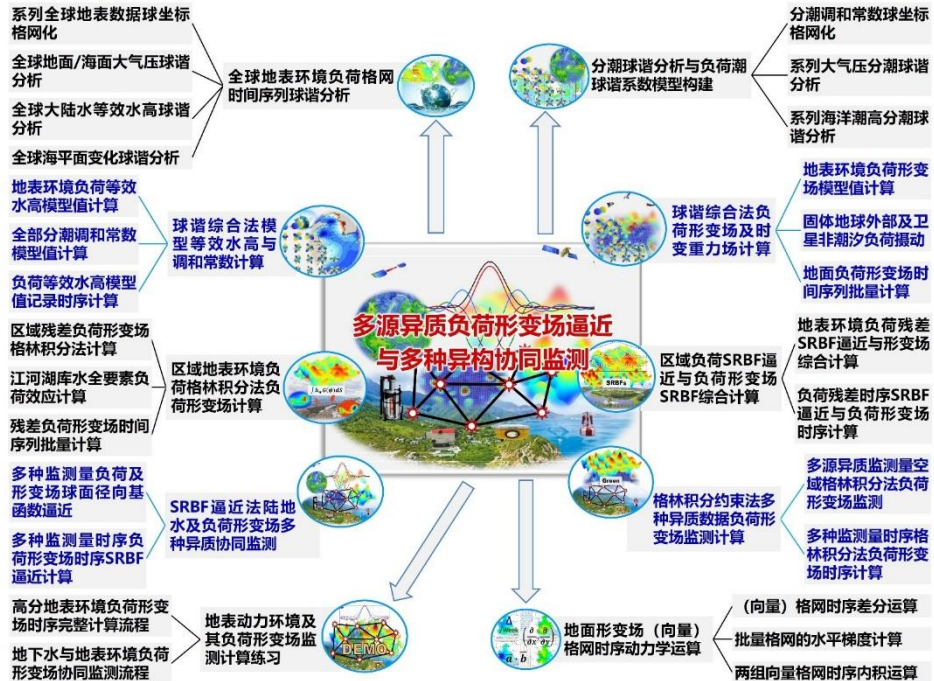 系列全球地表数据球坐标
格网化
全球地面/海面大气压球谐
分析
全球大陆水等效水高球谐
分析
全球海平面变化球谐分析
全球地表环境负荷格网
时间序列球谐分析
分潮球谐分析与负荷潮
球谐系数模型构建
分潮调和常数球坐标
格网化
系列大气压分潮球谐
分析
系列海洋潮高分潮球
谐分析
地表环境负荷等效
水高模型值计算
全部分潮调和常数
模型值计算
负荷等效水高模型
值记录时序计算
球谐综合法模
型等效水高与
调和常数计算
球谐综合法负
荷形变场及时
变重力场计算
地表环境负荷形变
场模型值计算
固体地球外部及卫
星非潮汐负荷摄动
地面负荷形变场时
间序列批量计算
多源异质负荷形变场逼近
与多种异构协同监测
区域残差负荷形变场
格林积分法计算
江河湖库水全要素负
荷效应计算
残差负荷形变场时间
序列批量计算
区域地表环境负
荷格林积分法负
荷形变场计算
SRBFs
区域负荷SRBF逼
近与负荷形变场
SRBF综合计算
地表环境负荷残差
SRBF逼近与形变场
综合计算
负荷残差时序SRBF
逼近与负荷形变场
时序计算
多种监测量负荷及
形变场球面径向基
函数逼近
多种监测量时序负
荷形变场时序SRBF
逼近计算
SRBF逼近法陆地
水及负荷形变场多
种异质协同监测
Green
格林积分约束法多
种异质数据负荷形
变场监测计算
多源异质监测量空
域格林积分法负荷
形变场监测
多种监测量时序格
林积分法负荷形变
场时序计算
高分地表环境负荷形变
场时序完整计算流程
地下水与地表环境负荷
形变场协同监测流程
地表动力环境及
其负荷形变场监
测计算练习
DEMO
地面形变场（向量）
格网时序动力学运算
（向量）格网时序差分运算
批量格网的水平梯度计算
两组向量格网时序内积运算